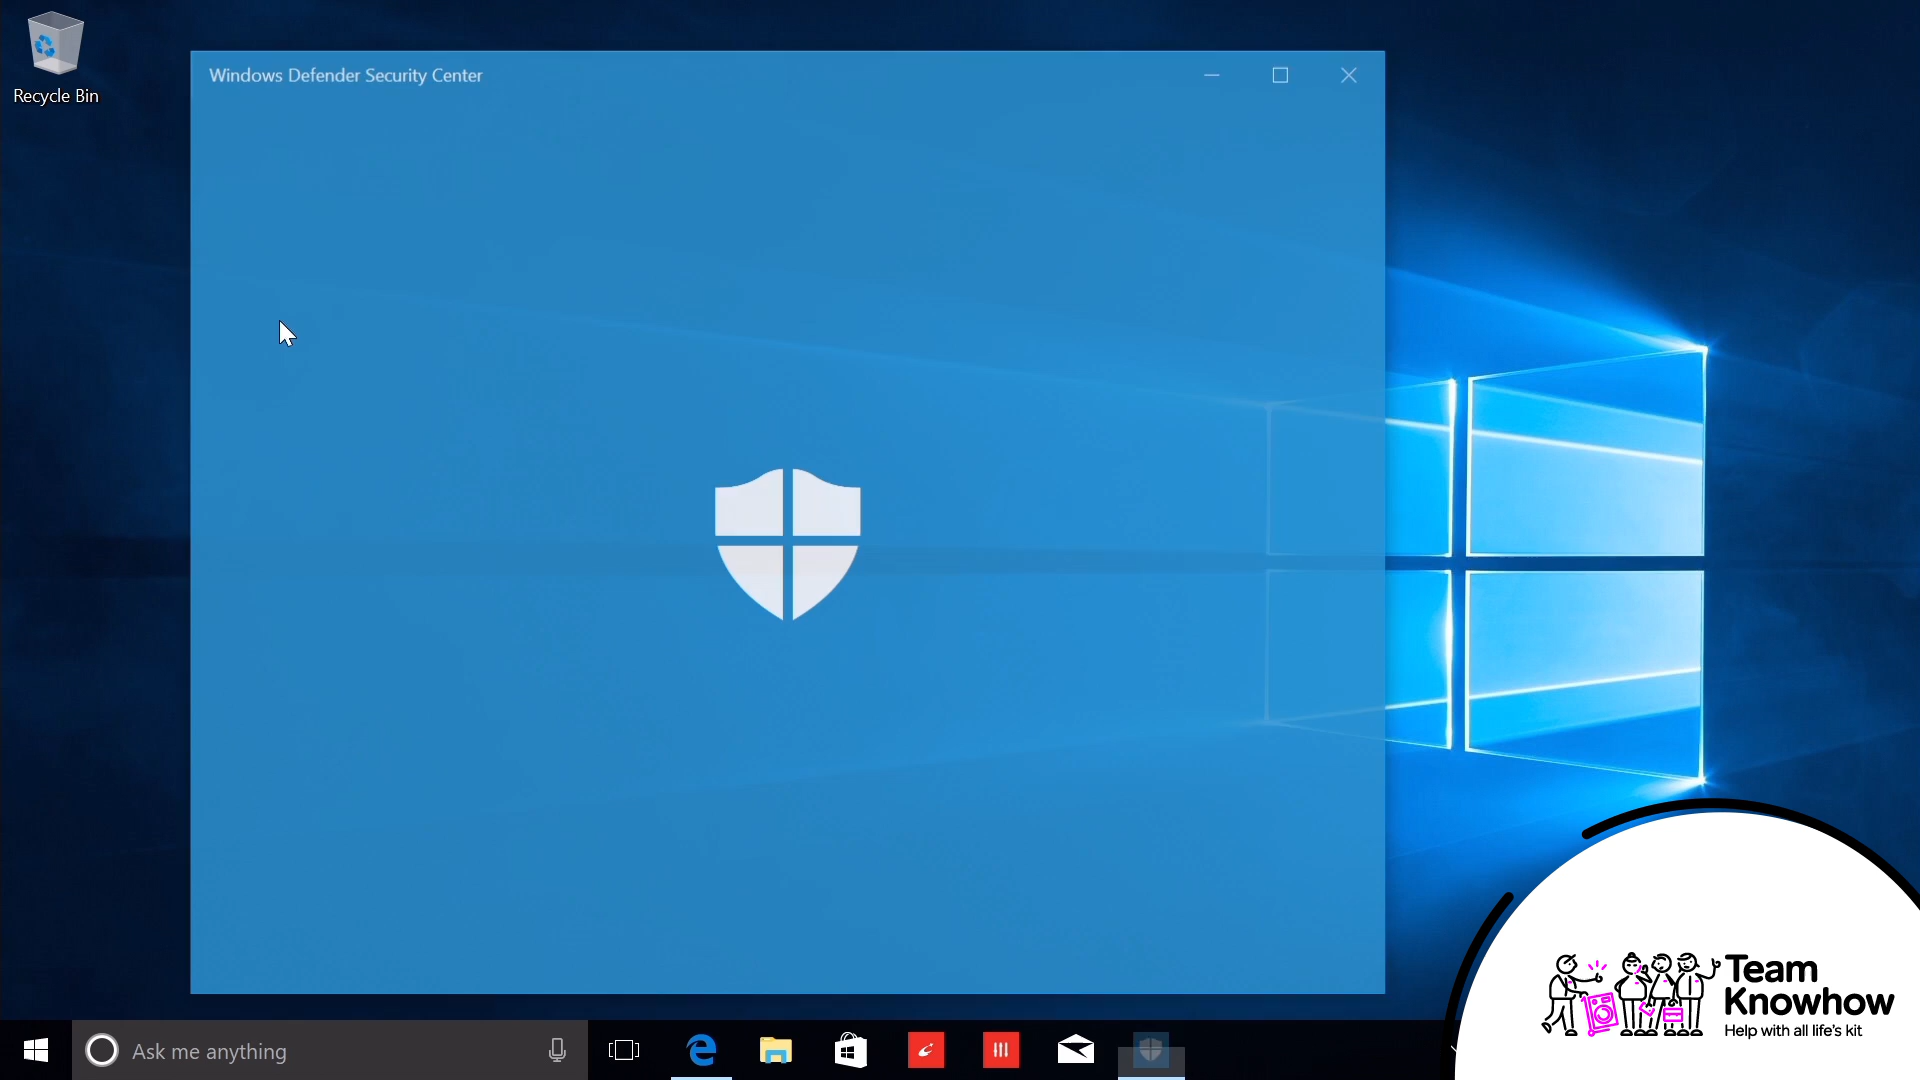 Recycle Bin
Windows Defender Security Center
Ask me anything
Team
Knowhow
Help with all life's kit